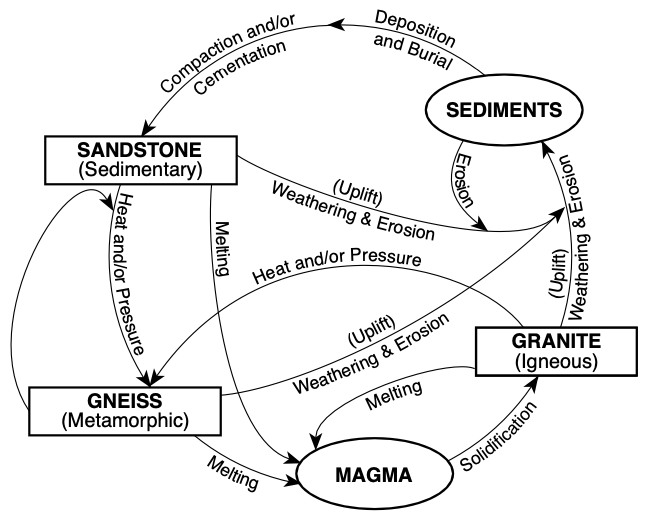 Deposition
and Burial
Compaction and/or
Cementation
SEDIMENTS
SANDSTONE
(Sedimentary)
Erosion
(Uplift)
Weathering & Erosion
(Uplift)
Weathering & Erosion
Heat and/or Pressure
Melting
Heat and/or Pressure
(Uplift)
Weathering & Erosion
GRANITE
(Igneous)
GNEISS
(Metamorphic)
Melting
Melting
MAGMA
Solidification